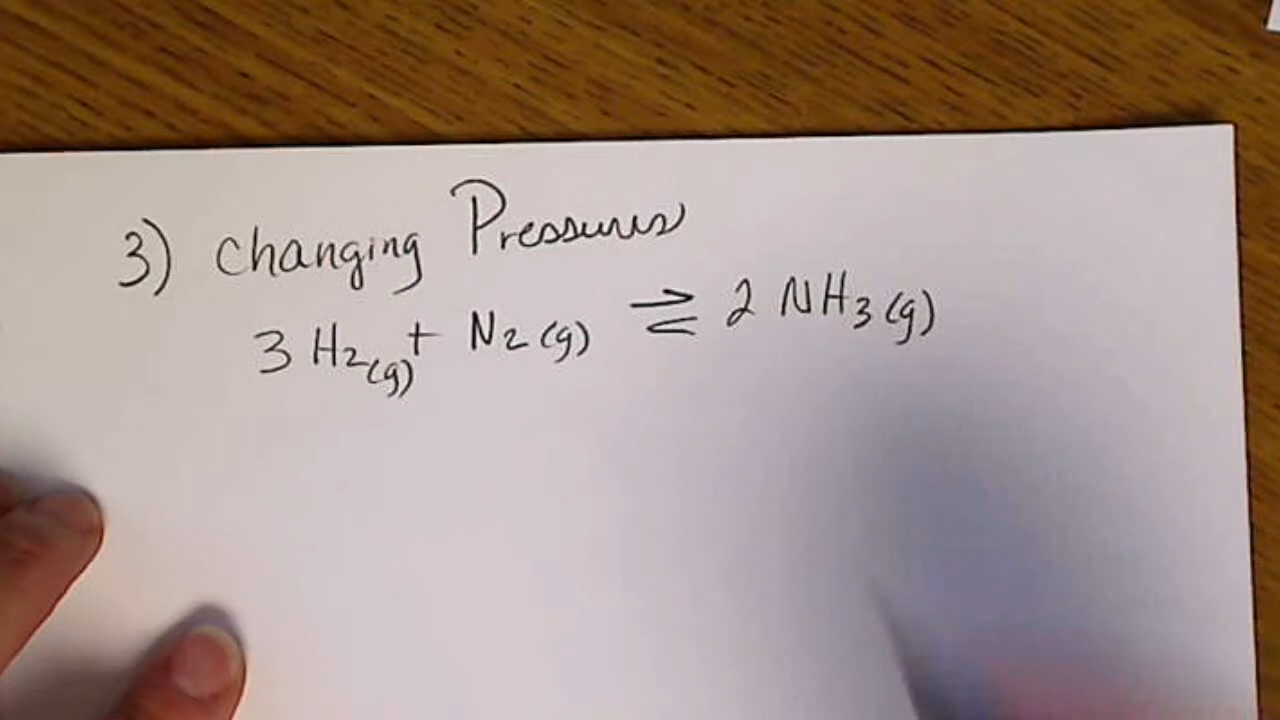 3) Changing Pressures
3 H₂(g) + N₂(g) ⇌ 2 NH₃(g)